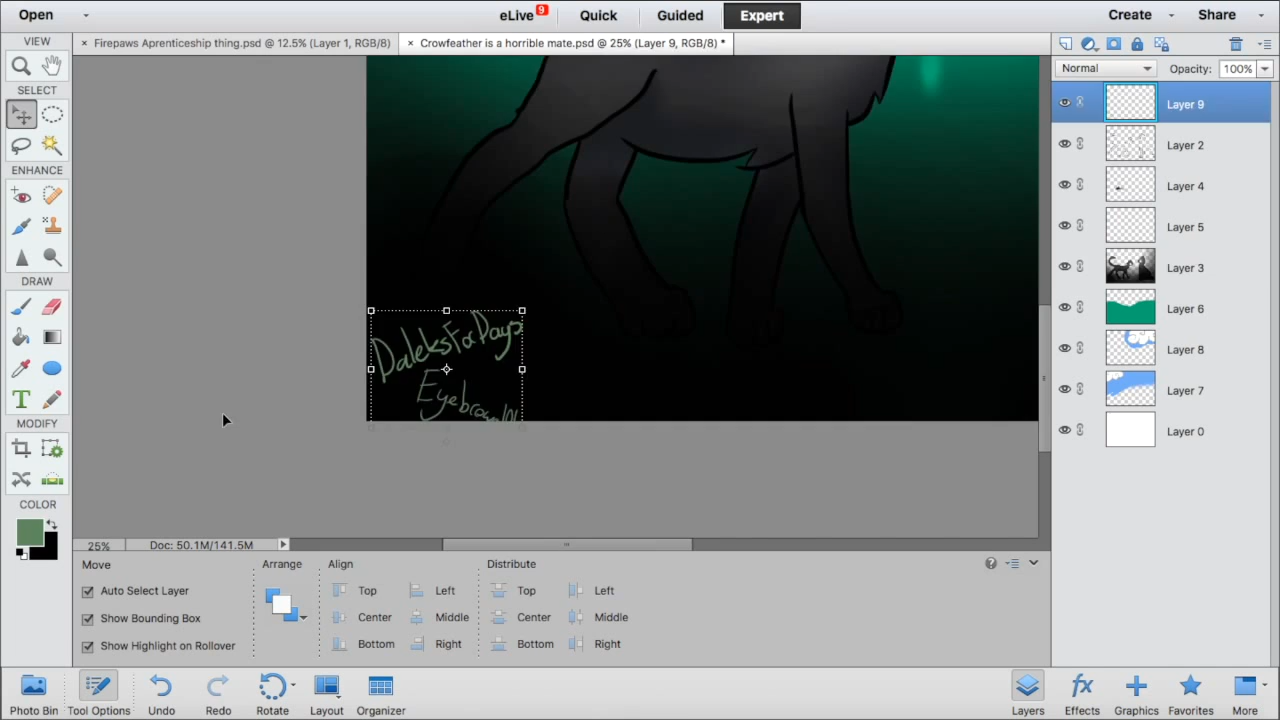 Open eLive 9 Quick Guided Expert Create Share
VIEW
× Firepaws Aprenticeship thing.psd @ 12.5% (Layer 1, RGB/8) × Crowfeather is a horrible mate.psd @ 25% (Layer 9, RGB/8) *
Normal Opacity: 100%
SELECT
ENHANCE
DRAW
T
MODIFY
COLOR
Layer 9
Layer 2
Layer 4
Layer 5
Layer 3
Layer 6
Layer 8
Layer 7
Layer 0
DaleksForDays
25% Doc: 50.1M/141.5M
Move Arrange Align Distribute
Auto Select Layer Top Left Top Left
Show Bounding Box Center Middle Center Middle
Show Highlight on Rollover Bottom Right Bottom Right
Photo Bin Tool Options Undo Redo Rotate Layout Organizer Layers fx Effects Graphics Favorites More